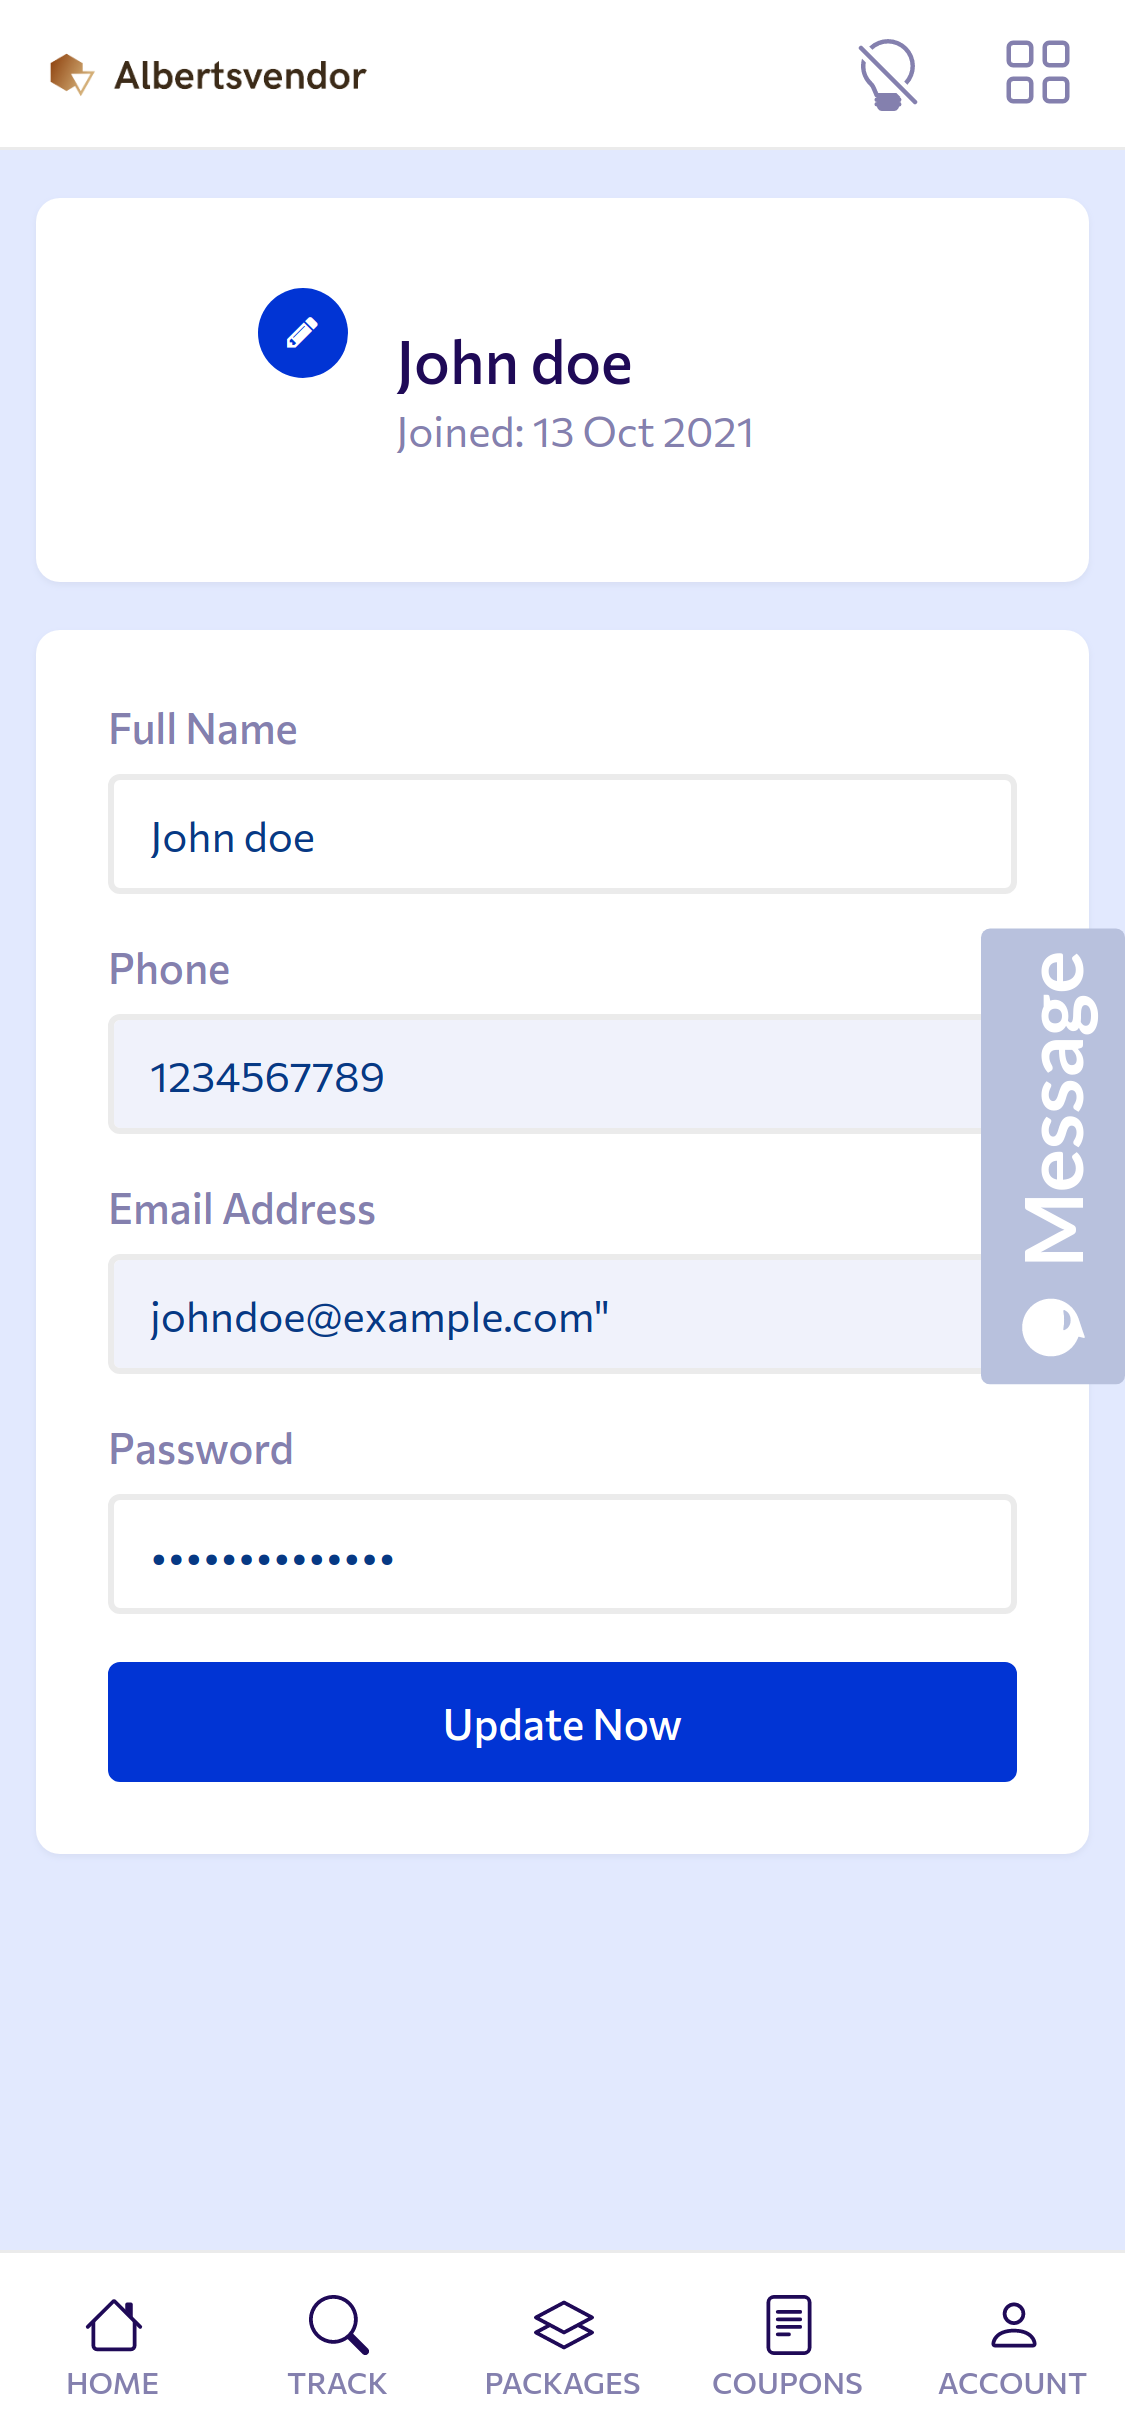 Albertsvendor
John doe
Joined: 13 Oct 2021
Full Name
John doe
Phone
1234567789
Email Address
johndoe@example.com"
Password
••••••••••••••
Update Now
Message
HOME
TRACK
PACKAGES
COUPONS
ACCOUNT